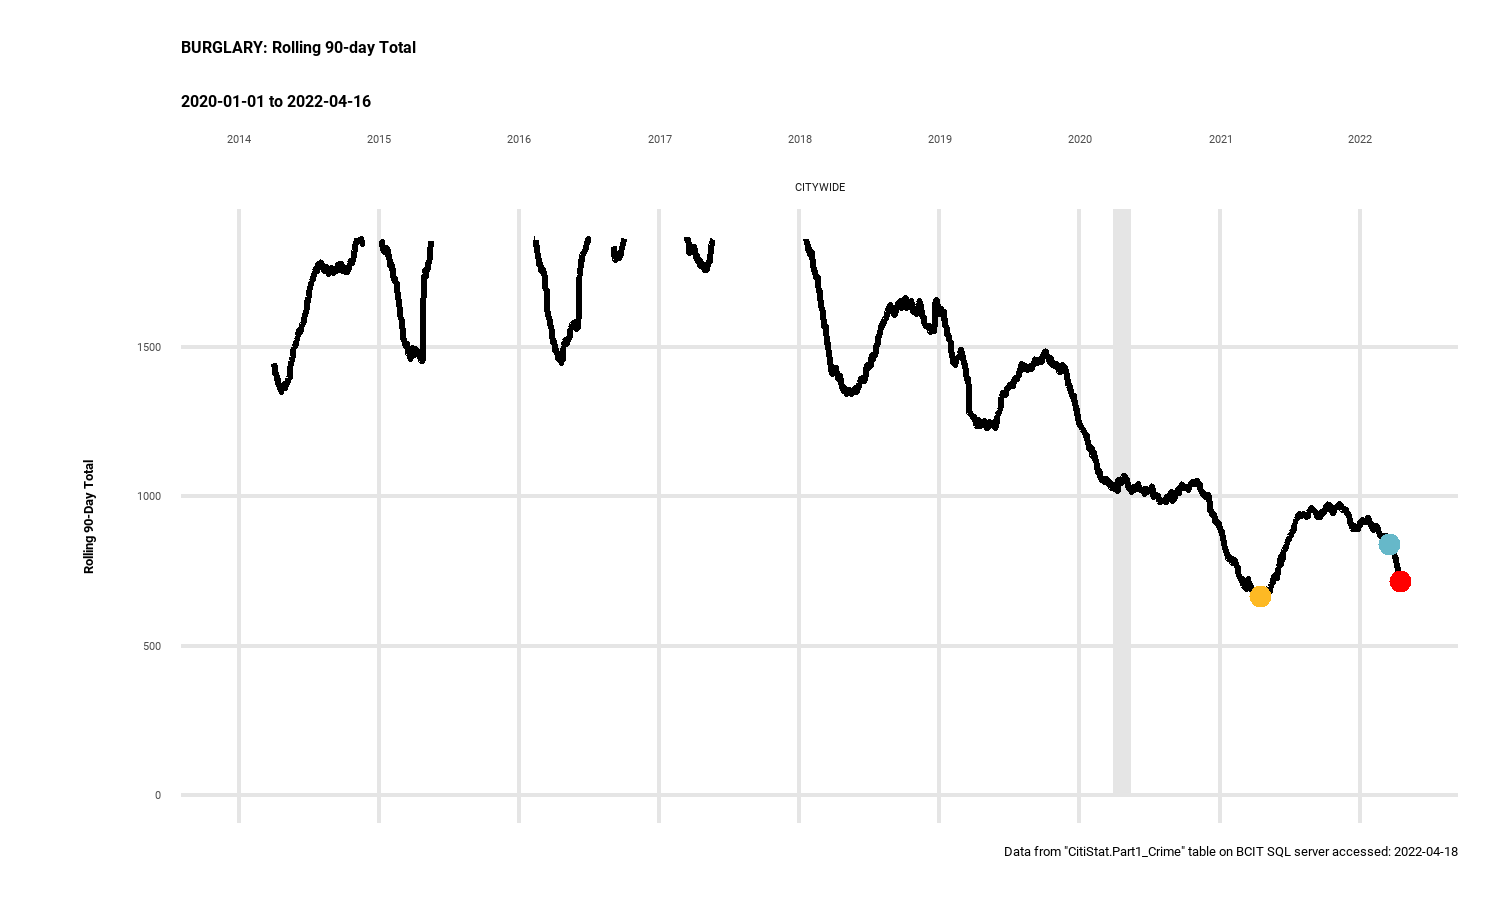 BURGLARY: Rolling 90-day Total
2020-01-01 to 2022-04-16
2014 2015 2016 2017 2018 2019 2020 2021 2022
CITYWIDE
1500
1000
Rolling 90-Day Total
500
0
Data from "CitiStat.Part1_Crime" table on BCIT SQL server accessed: 2022-04-18